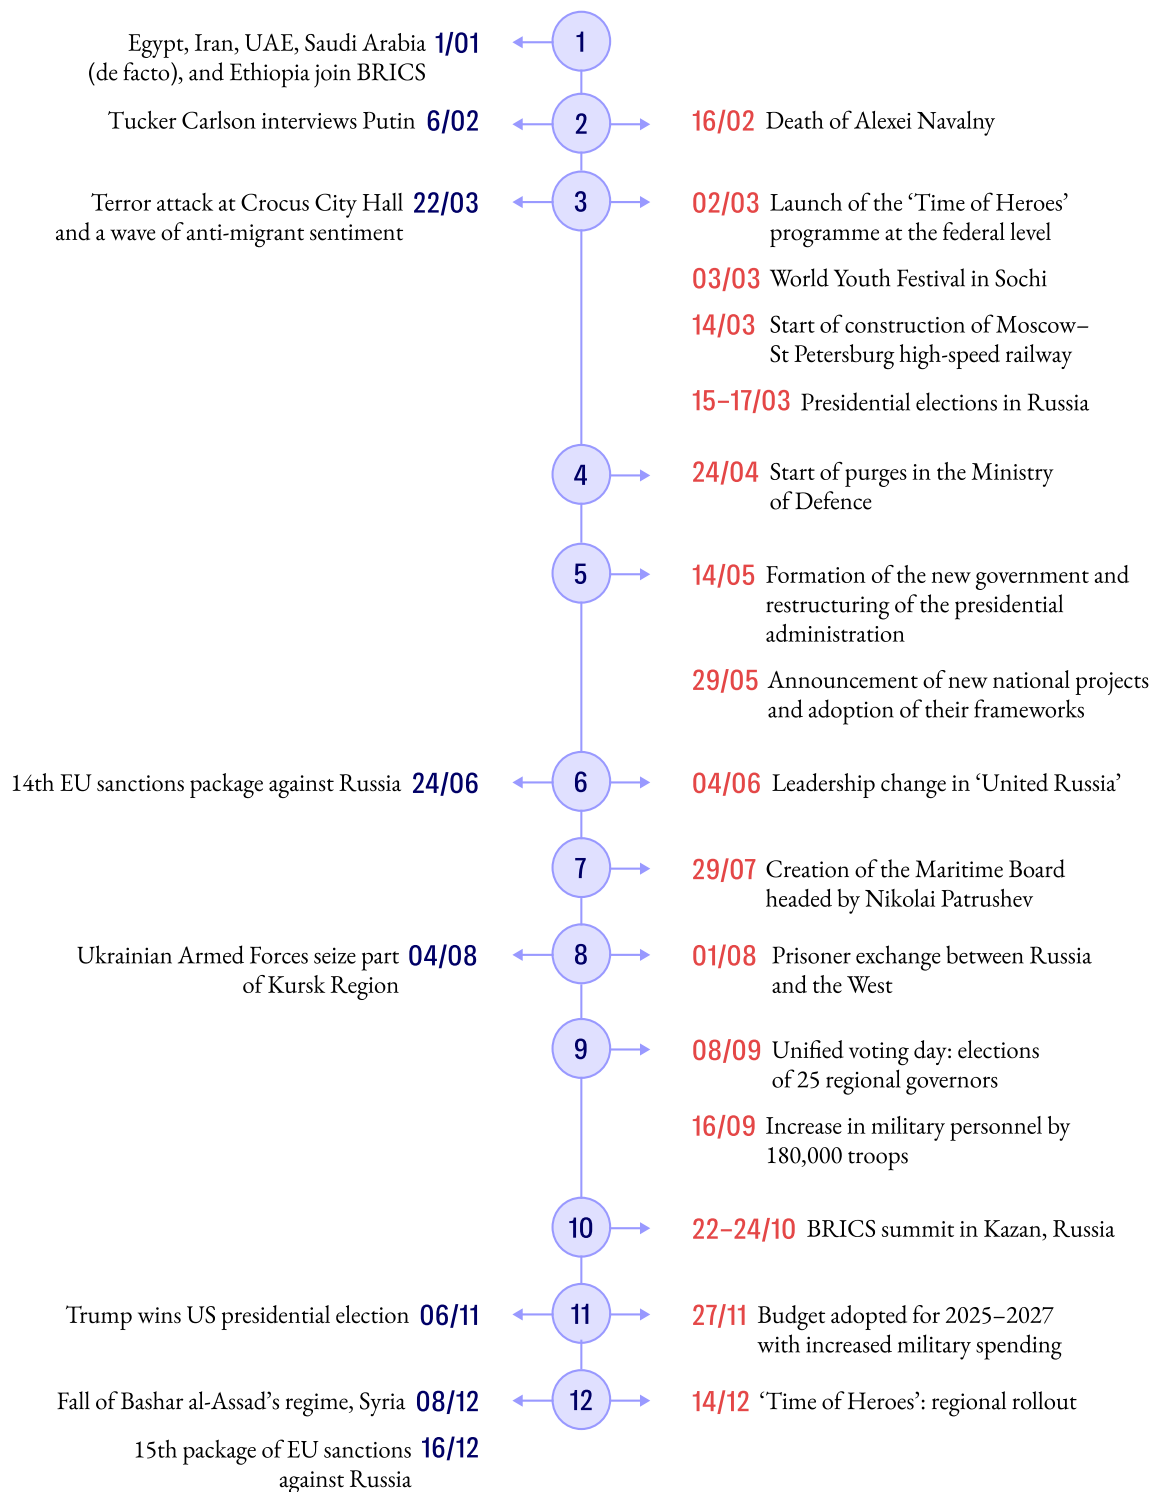 Egypt, Iran, UAE, Saudi Arabia 1/01
(de facto), and Ethiopia join BRICS
1
Tucker Carlson interviews Putin 6/02
2
16/02 Death of Alexei Navalny
Terror attack at Crocus City Hall 22/03
and a wave of anti-migrant sentiment
3
02/03 Launch of the ‘Time of Heroes’
programme at the federal level
03/03 World Youth Festival in Sochi
14/03 Start of construction of Moscow–
St Petersburg high-speed railway
15–17/03 Presidential elections in Russia
4
24/04 Start of purges in the Ministry
of Defence
5
14/05 Formation of the new government and
restructuring of the presidential
administration
29/05 Announcement of new national projects
and adoption of their frameworks
14th EU sanctions package against Russia 24/06
6
04/06 Leadership change in ‘United Russia’
7
29/07 Creation of the Maritime Board
headed by Nikolai Patrushev
Ukrainian Armed Forces seize part 04/08
of Kursk Region
8
01/08 Prisoner exchange between Russia
and the West
9
08/09 Unified voting day: elections
of 25 regional governors
16/09 Increase in military personnel by
180,000 troops
10
22–24/10 BRICS summit in Kazan, Russia
Trump wins US presidential election 06/11
11
27/11 Budget adopted for 2025–2027
with increased military spending
Fall of Bashar al-Assad’s regime, Syria 08/12
12
14/12 ‘Time of Heroes’: regional rollout
15th package of EU sanctions 16/12
against Russia